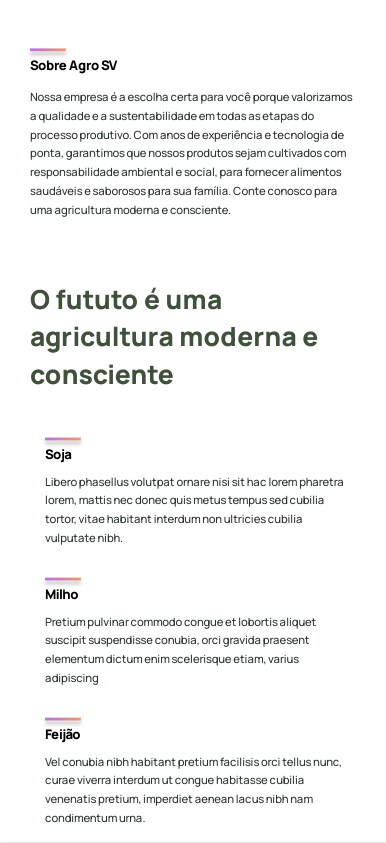 Sobre Agro SV
Nossa empresa é a escolha certa para você porque valorizamos
a qualidade e a sustentabilidade em todas as etapas do
processo produtivo. Com anos de experiência e tecnologia de
ponta, garantimos que nossos produtos sejam cultivados com
responsabilidade ambiental e social, para fornecer alimentos
saudáveis e saborosos para sua família. Conte conosco para
uma agricultura moderna e consciente.
O fututo é uma
agricultura moderna e
consciente
Soja
Libero phasellus volutpat ornare nisi sit hac lorem pharetra
lorem, mattis nec donec quis metus tempus sed cubilia
tortor, vitae habitant interdum non ultricies cubilia
vulputate nibh.
Milho
Pretium pulvinar commodo congue et lobortis aliquet
suscipit suspendisse conubia, orci gravida praesent
elementum dictum enim scelerisque etiam, varius
adipiscing
Feijão
Vel conubia nibh habitant pretium facilisis orci tellus nunc,
curae viverra interdum ut congue habitasse cubilia
venenatis pretium, imperdiet aenean lacus nibh nam
condimentum urna.